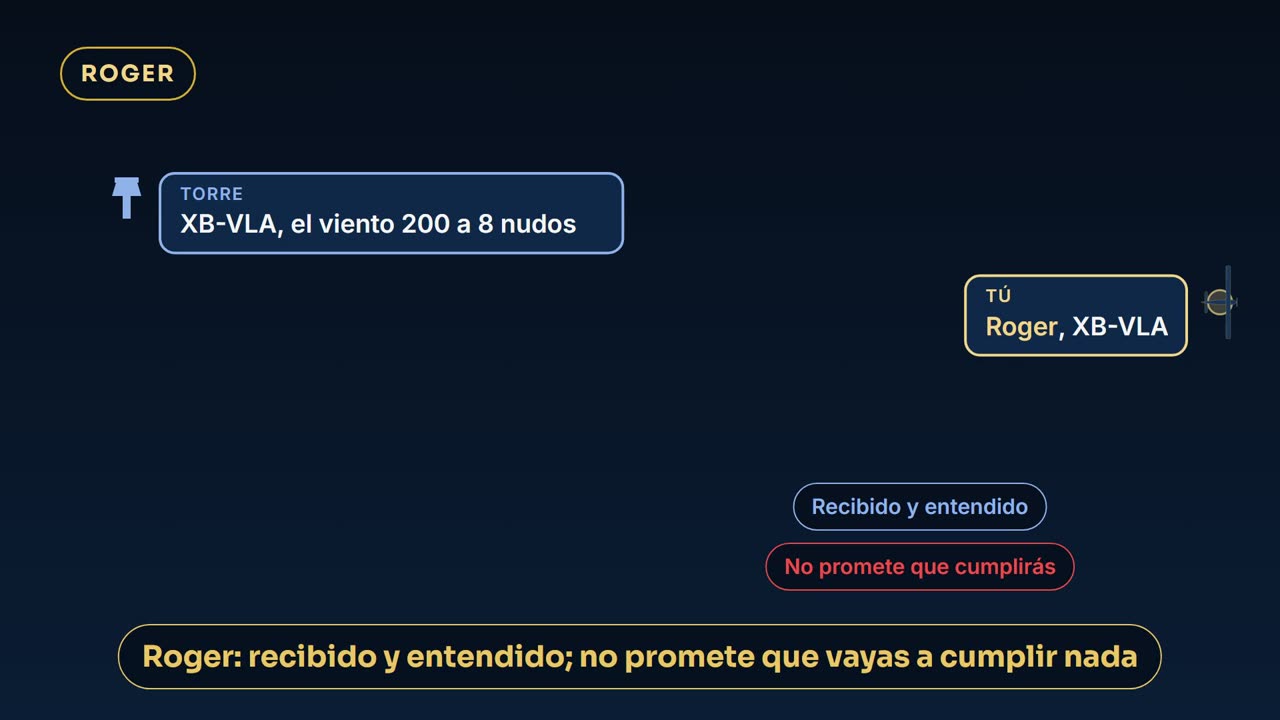 ROGER
TORRE
XB-VLA, el viento 200 a 8 nudos
TÚ
Roger, XB-VLA
Recibido y entendido
No promete que cumplirás
Roger: recibido y entendido; no promete que vayas a cumplir nada